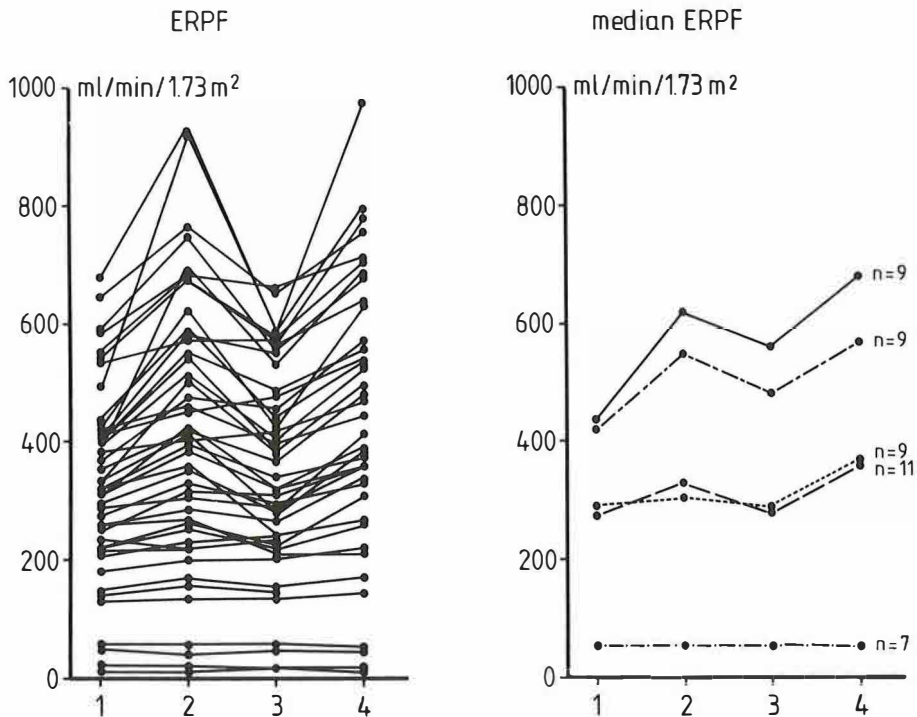 ERPF
1000 ml/min/1.73 m²
800
600
400
200
0
1 2 3 4
median ERPF
1000 ml/min/1.73 m²
800
600
400
200
0
n=9
n=9
n=9
n=11
n=7
1 2 3 4